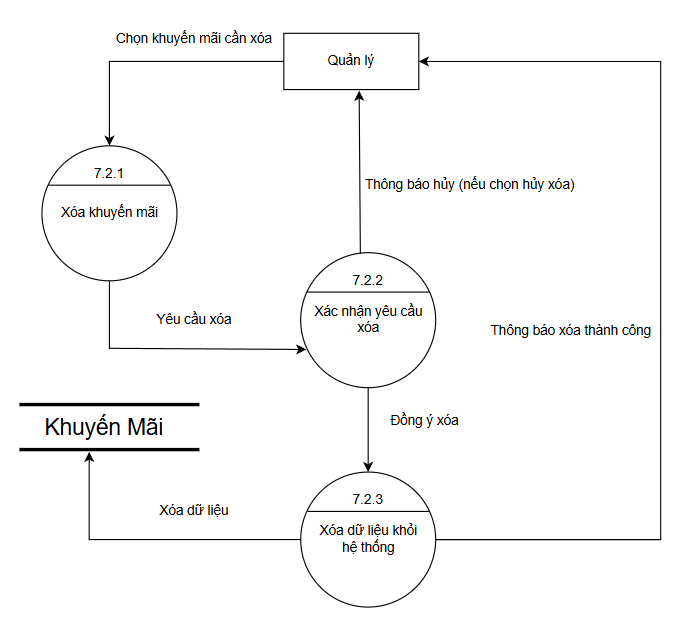 Chọn khuyến mãi cần xóa
Quản lý
7.2.1
Xóa khuyến mãi
Thông báo hủy (nếu chọn hủy xóa)
7.2.2
Xác nhận yêu cầu
xóa
Yêu cầu xóa
Thông báo xóa thành công
Khuyến Mãi
Đồng ý xóa
7.2.3
Xóa dữ liệu khỏi
hệ thống
Xóa dữ liệu